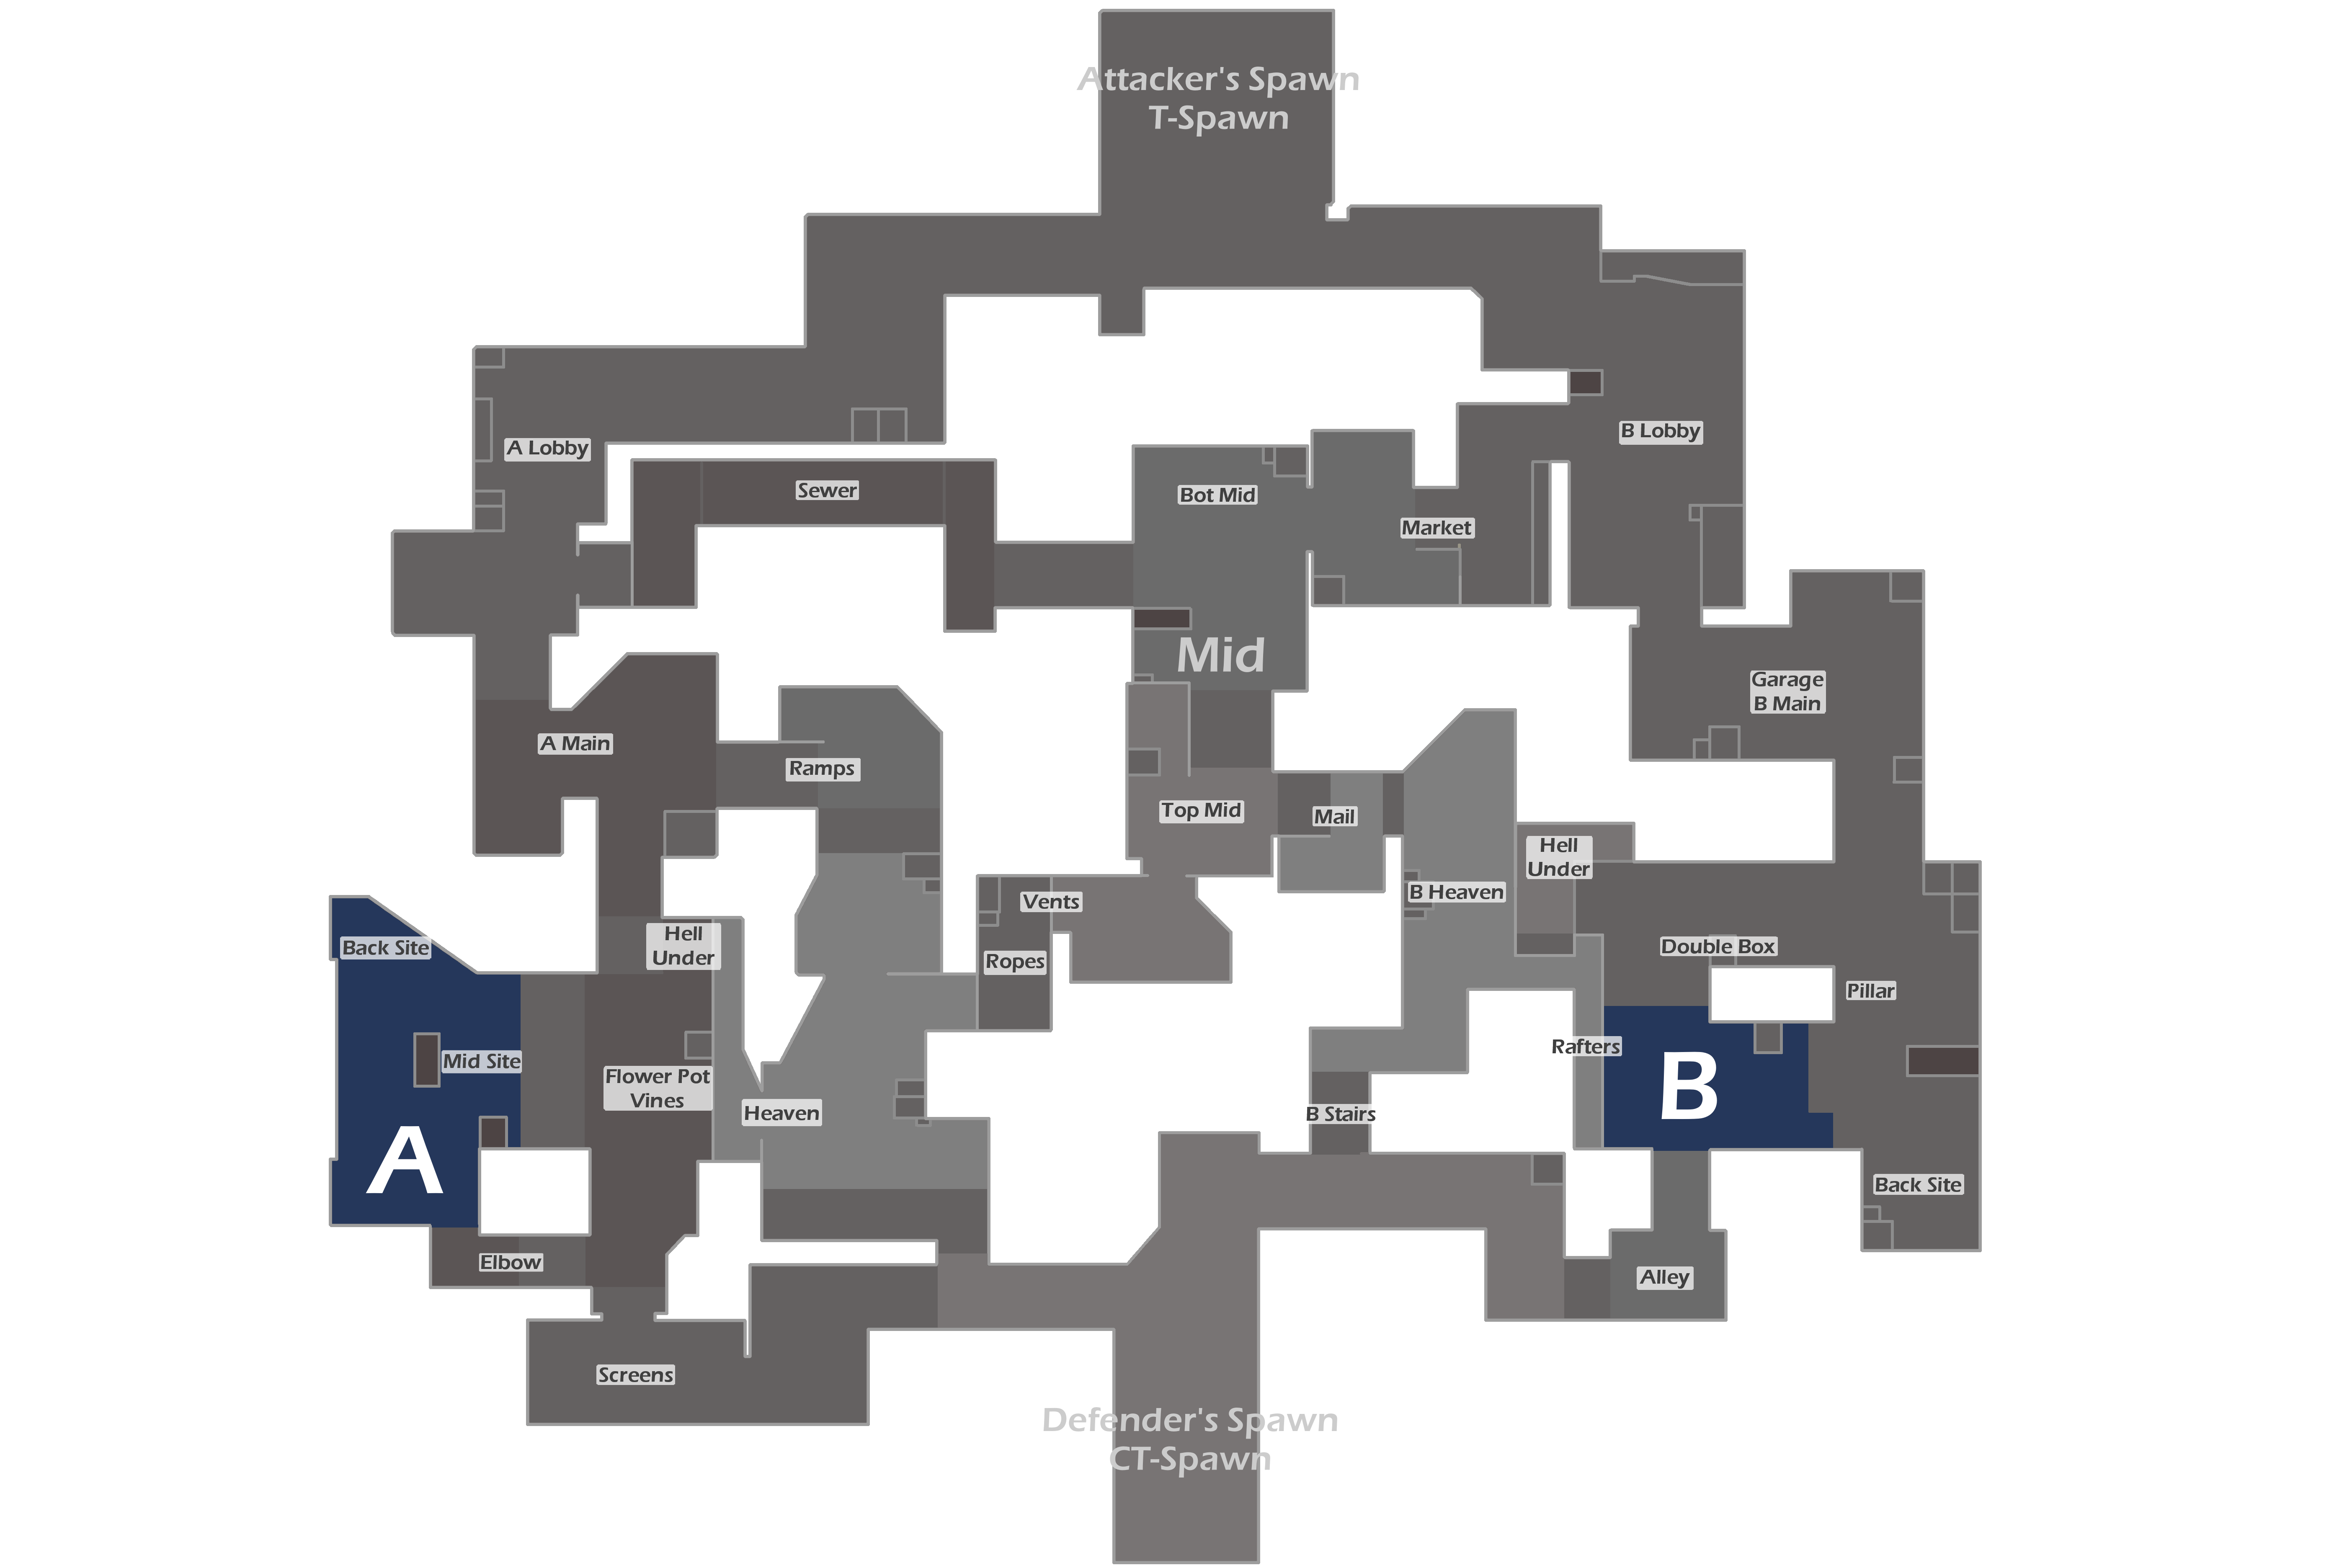 Attacker's Spawn
T-Spawn
B Lobby
A Lobby
Sewer
Bot Mid
Market
Mid
Garage
B Main
A Main
Ramps
Top Mid
Mail
Hell
Under
B Heaven
Vents
Hell
Under
Back Site
Double Box
Ropes
Pillar
Mid Site
Rafters
Flower Pot
Vines
B
Heaven
B Stairs
A
Back Site
Elbow
Alley
Screens
Defender's Spawn
CT-Spawn